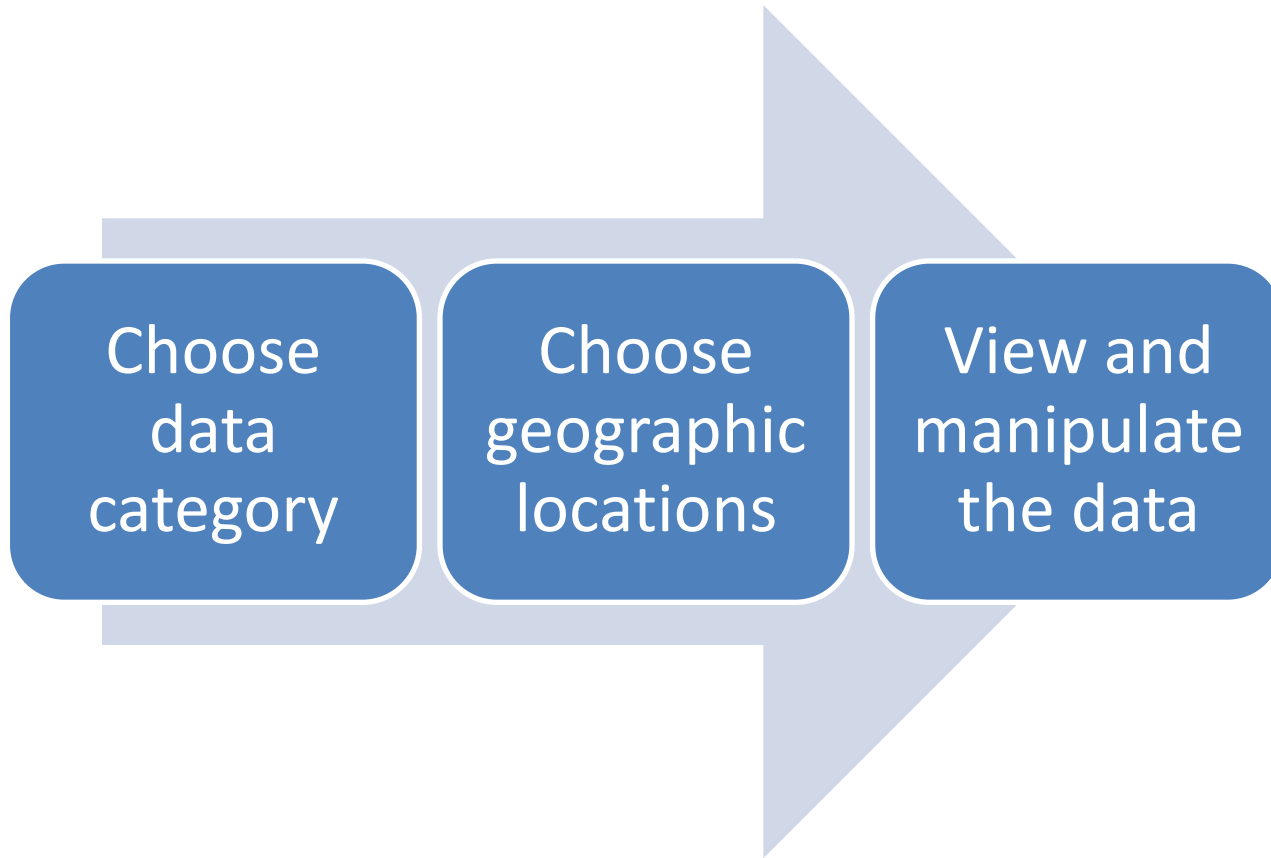 Choose
data
category
Choose
geographic
locations
View and
manipulate
the data